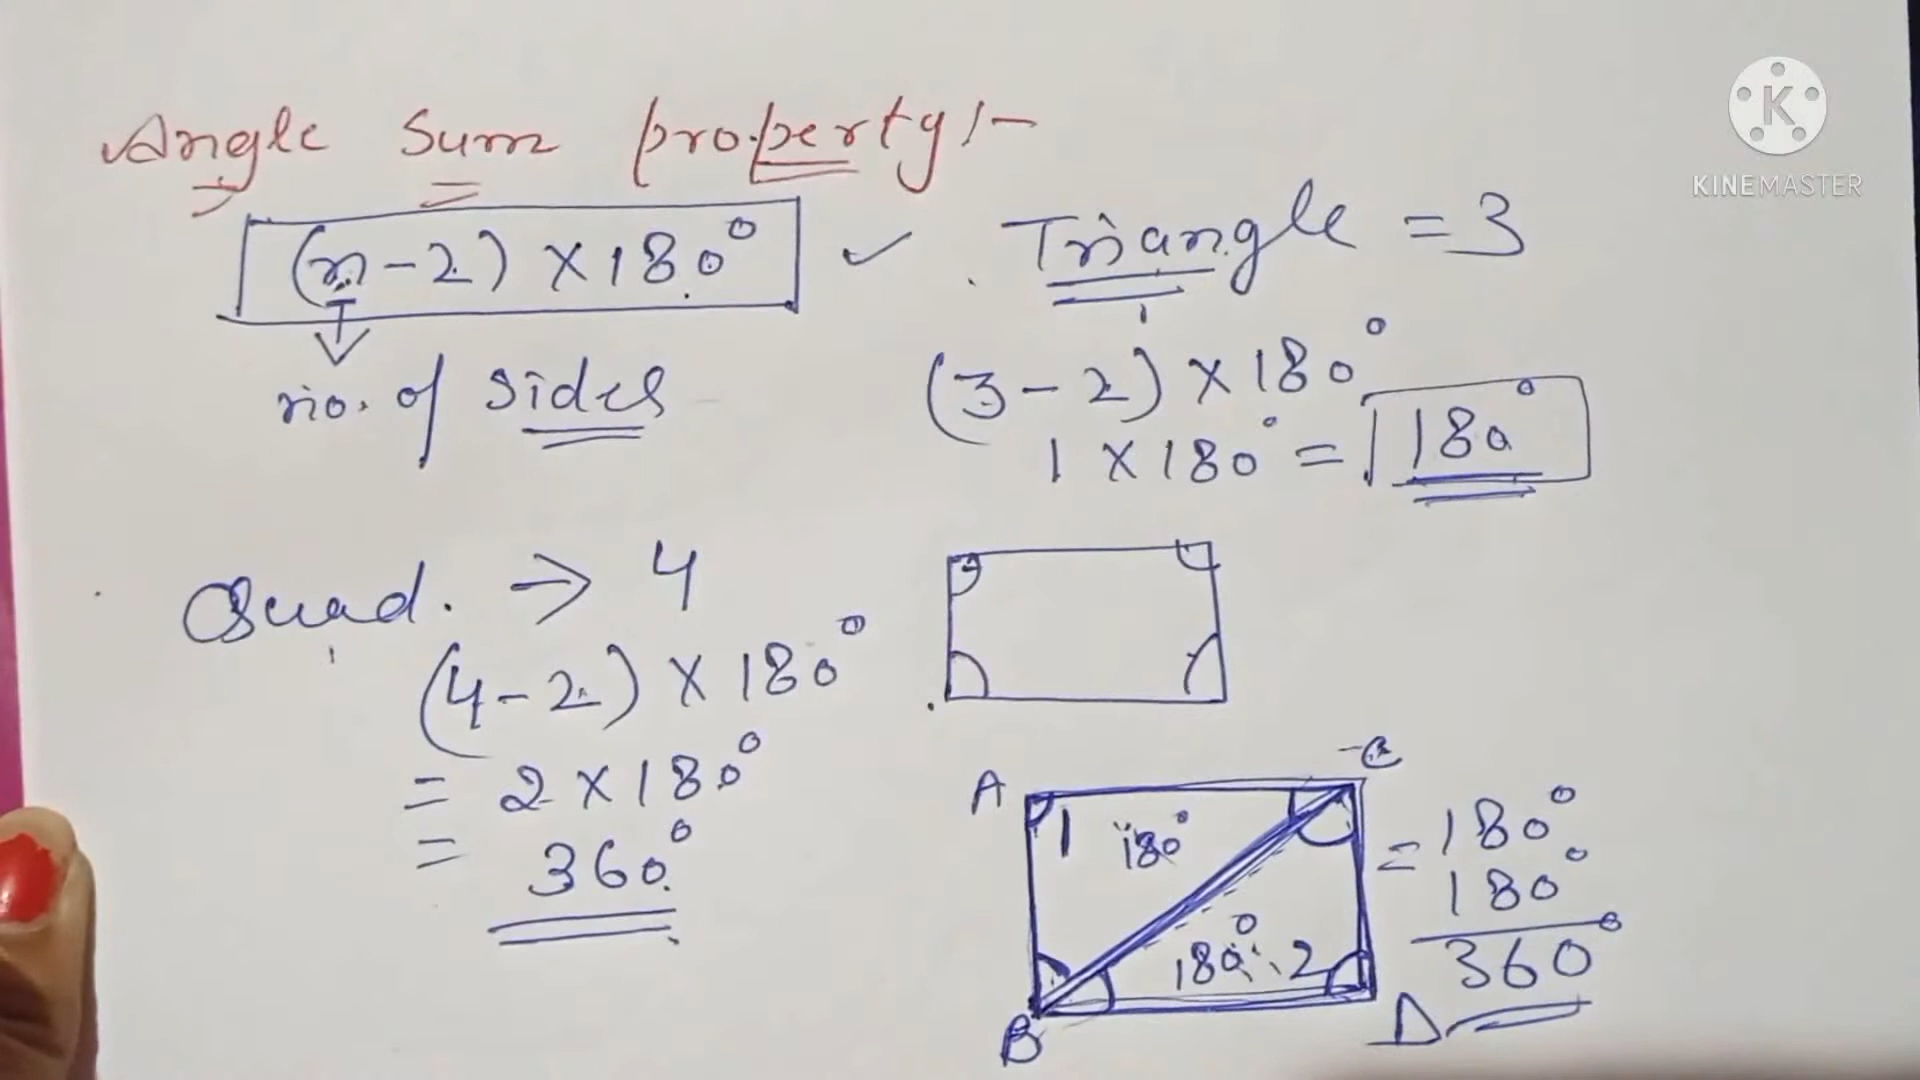 Angle Sum property:-
(n-2) × 180°
no. of sides
Triangle = 3
(3-2) × 180°
1 × 180° = 180°
Quad. → 4
(4-2) × 180°
= 2 × 180°
= 360°
A
C
1
180°
180°
2
B
D
= 180°
180°
360°
K
KINEMASTER